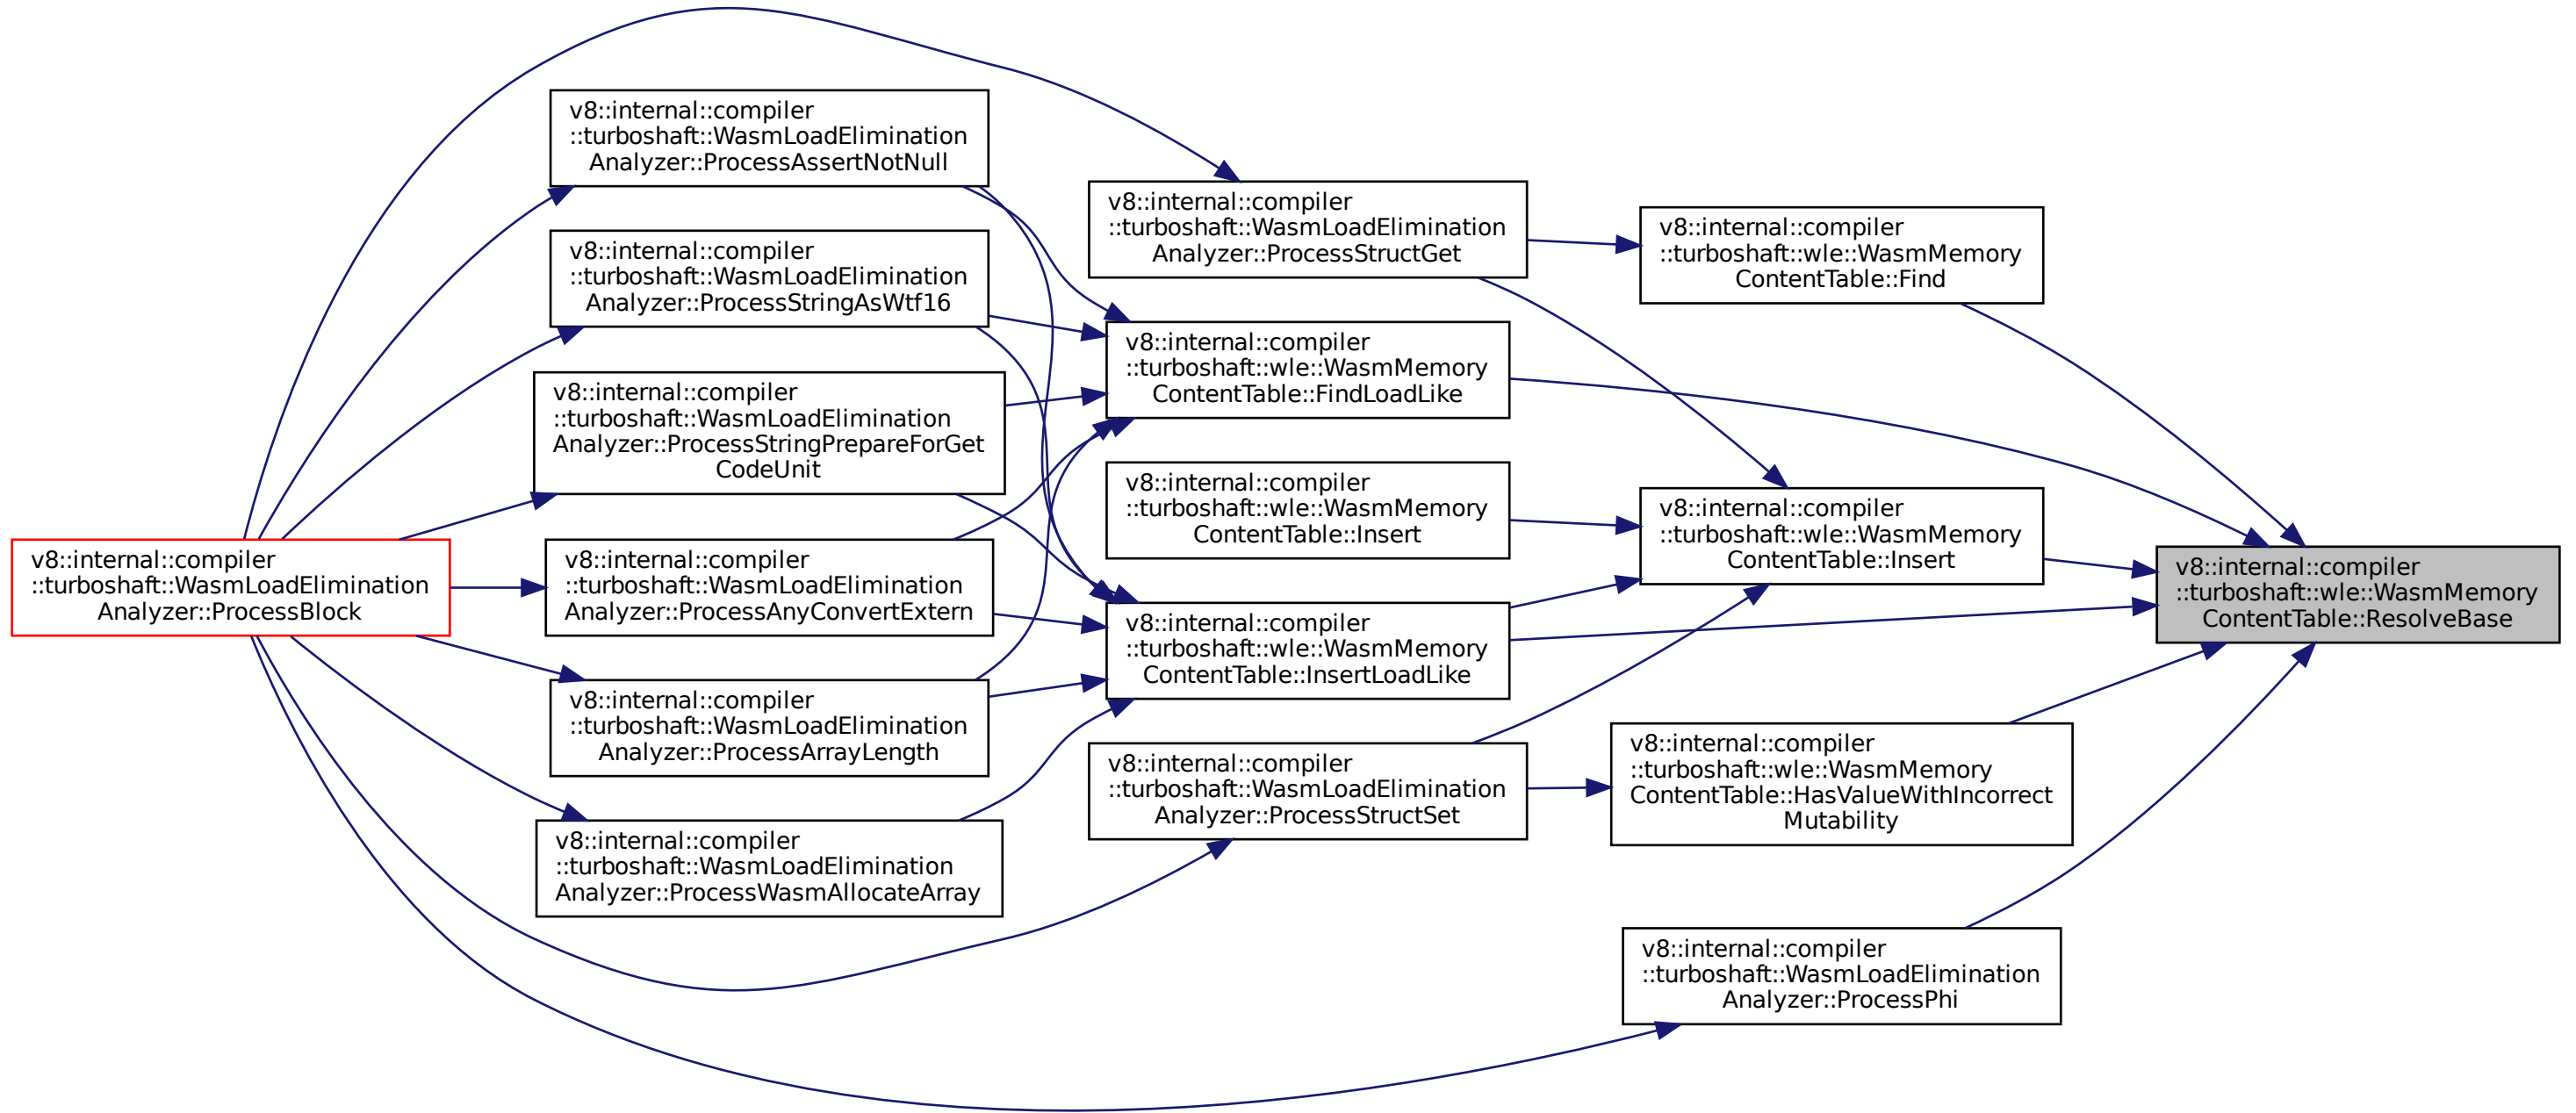 v8::internal::compiler
::turboshaft::WasmLoadElimination
Analyzer::ProcessAssertNotNull
v8::internal::compiler
::turboshaft::WasmLoadElimination
Analyzer::ProcessStringAsWtf16
v8::internal::compiler
::turboshaft::WasmLoadElimination
Analyzer::ProcessStringPrepareForGet
CodeUnit
v8::internal::compiler
::turboshaft::WasmLoadElimination
Analyzer::ProcessBlock
v8::internal::compiler
::turboshaft::WasmLoadElimination
Analyzer::ProcessAnyConvertExtern
v8::internal::compiler
::turboshaft::WasmLoadElimination
Analyzer::ProcessArrayLength
v8::internal::compiler
::turboshaft::WasmLoadElimination
Analyzer::ProcessWasmAllocateArray
v8::internal::compiler
::turboshaft::WasmLoadElimination
Analyzer::ProcessStructGet
v8::internal::compiler
::turboshaft::wle::WasmMemory
ContentTable::FindLoadLike
v8::internal::compiler
::turboshaft::wle::WasmMemory
ContentTable::Insert
v8::internal::compiler
::turboshaft::wle::WasmMemory
ContentTable::InsertLoadLike
v8::internal::compiler
::turboshaft::WasmLoadElimination
Analyzer::ProcessStructSet
v8::internal::compiler
::turboshaft::wle::WasmMemory
ContentTable::Find
v8::internal::compiler
::turboshaft::wle::WasmMemory
ContentTable::Insert
v8::internal::compiler
::turboshaft::wle::WasmMemory
ContentTable::HasValueWithIncorrect
Mutability
v8::internal::compiler
::turboshaft::WasmLoadElimination
Analyzer::ProcessPhi
v8::internal::compiler
::turboshaft::wle::WasmMemory
ContentTable::ResolveBase